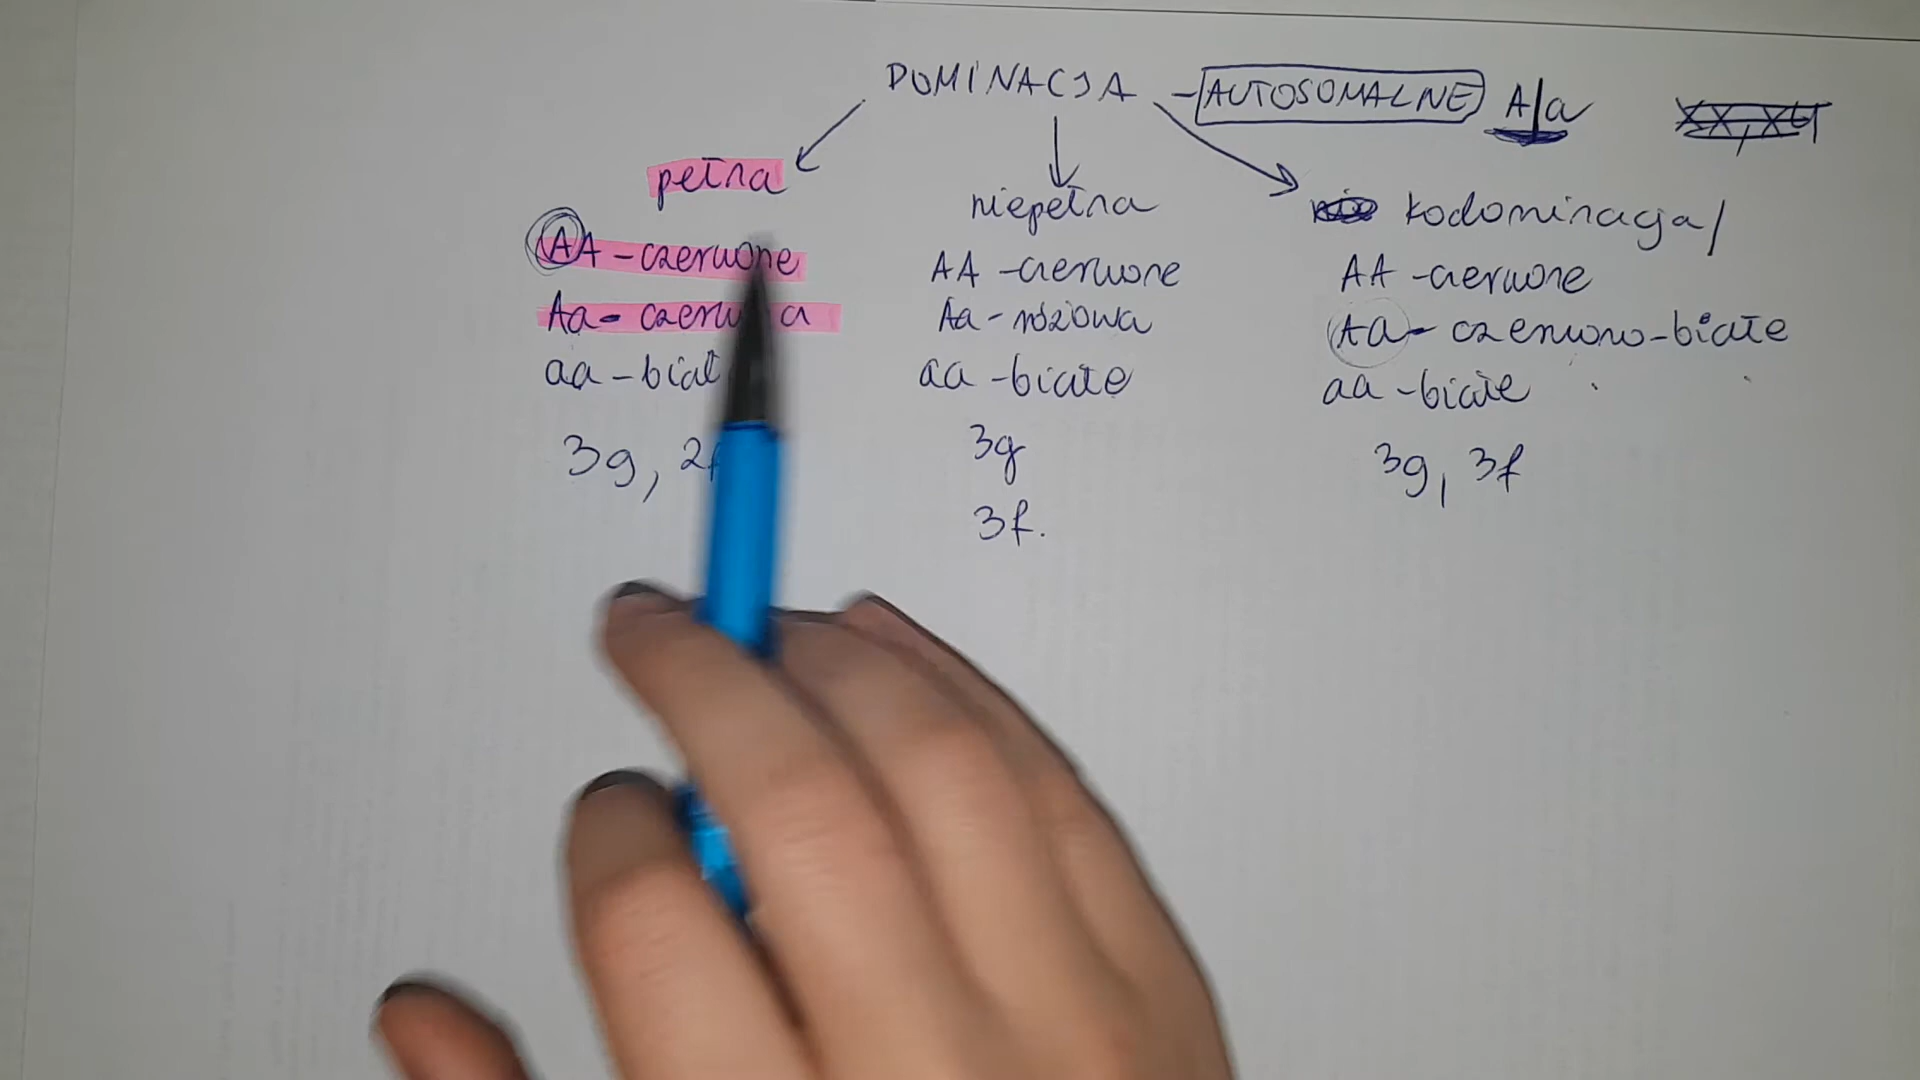 DOMINACJA - AUTOSOMALNE A/a
pełna
AA - czerwone
Aa - czerwona
aa - biał
3g, 2f
niepełna
AA - czerwone
Aa - różowa
aa - białe
3g
3f.
kodominacja/
AA - czerwone
Aa - czerwono-białe
aa - białe
3g, 3f